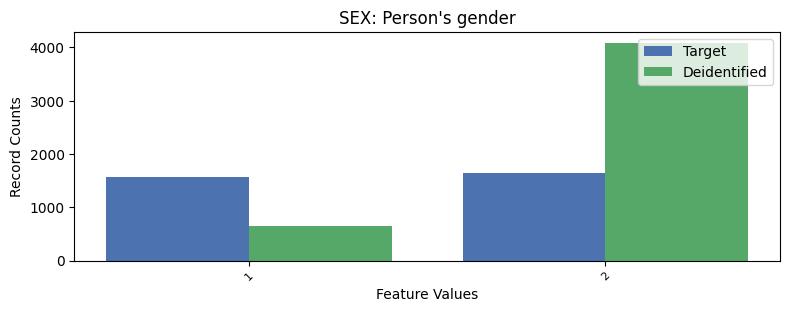 SEX: Person's gender
Target
Deidentified
4000
3000
2000
1000
0
Record Counts
1
2
Feature Values